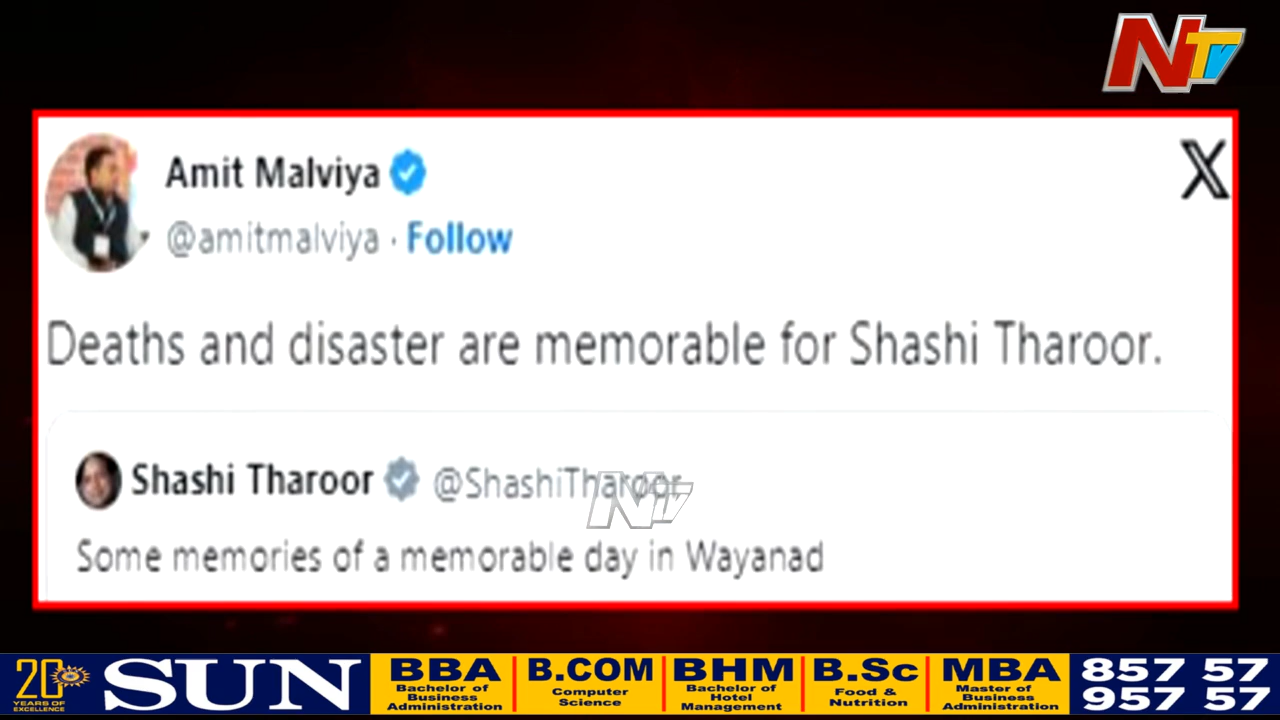 NTV
Amit Malviya
X
@amitmalviya · Follow
Deaths and disaster are memorable for Shashi Tharoor.
Shashi Tharoor @ShashiTharoor
NTV
Some memories of a memorable day in Wayanad
20 YEARS OF EXCELLENCE
SUN
BBA
Bachelor of
Business
Administration
B.COM
Computer
Science
BHM
Bachelor of
Hotel
Management
B.Sc
Food &
Nutrition
MBA
Master of
Business
Administration
857 57
957 57